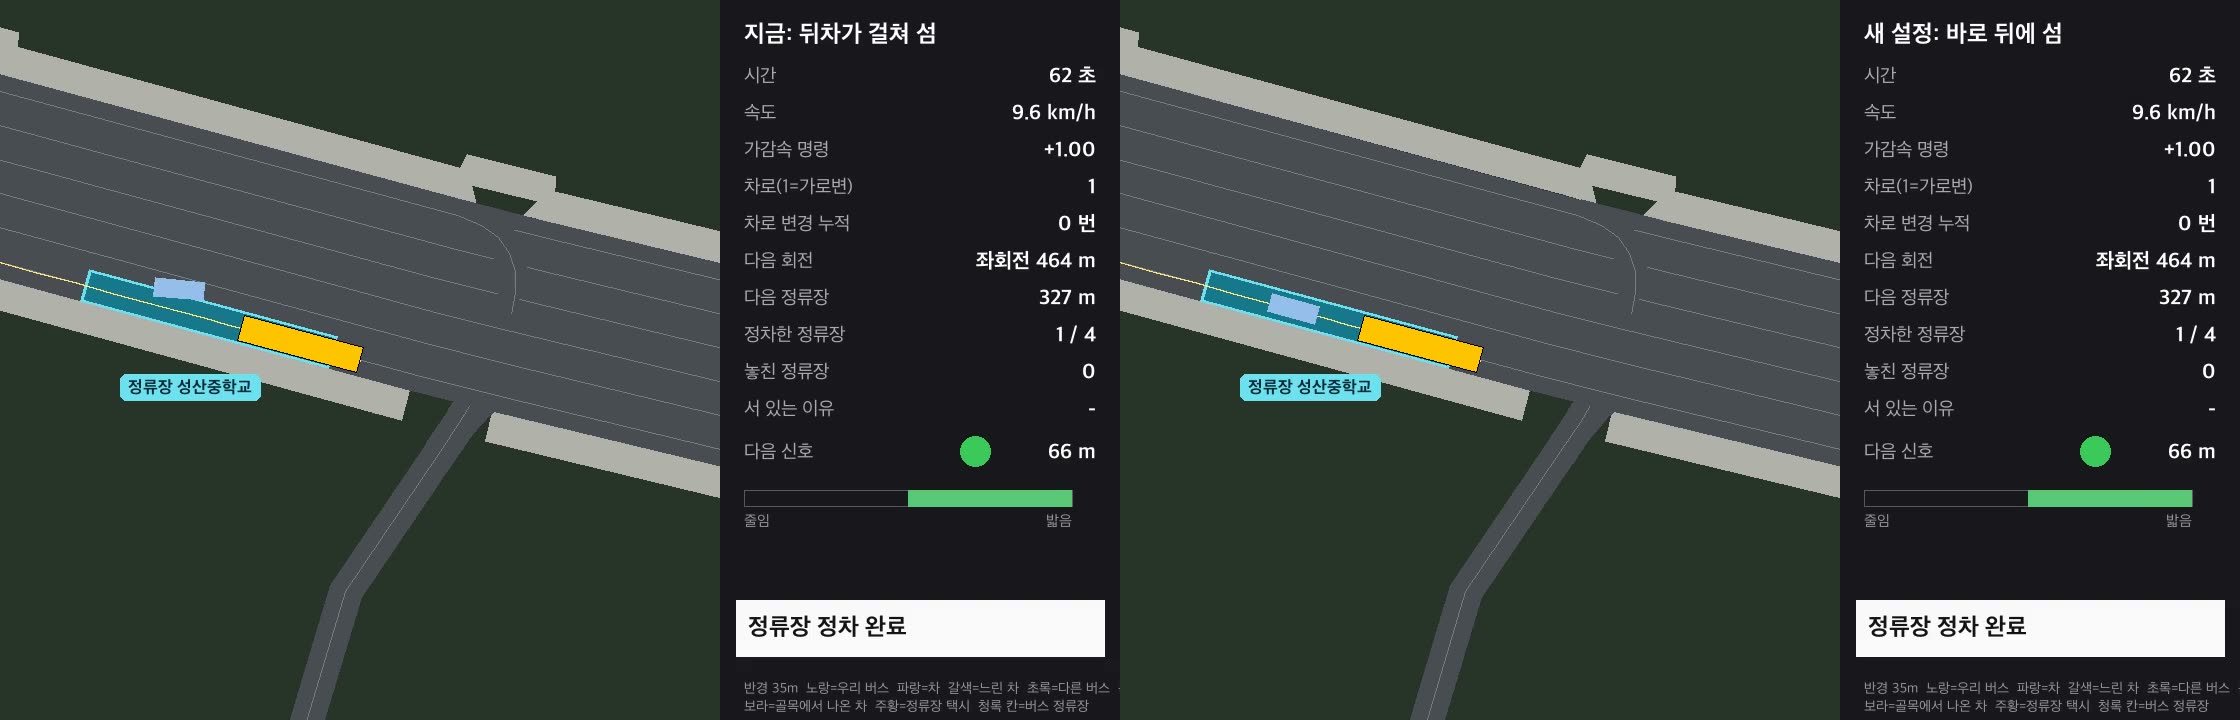 지금: 뒤차가 걸쳐 섬
시간 62 초
속도 9.6 km/h
가감속 명령 +1.00
차로(1=가로변) 1
차로 변경 누적 0 번
다음 회전 좌회전 464 m
다음 정류장 327 m
정차한 정류장 1 / 4
놓친 정류장 0
서 있는 이유 -
다음 신호 66 m
줄임 밟음
정류장 정차 완료
반경 35m 노랑=우리 버스 파랑=차 갈색=느린 차 초록=다른 버스
보라=골목에서 나온 차 주황=정류장 택시 청록 칸=버스 정류장
정류장 성산중학교
새 설정: 바로 뒤에 섬
시간 62 초
속도 9.6 km/h
가감속 명령 +1.00
차로(1=가로변) 1
차로 변경 누적 0 번
다음 회전 좌회전 464 m
다음 정류장 327 m
정차한 정류장 1 / 4
놓친 정류장 0
서 있는 이유 -
다음 신호 66 m
줄임 밟음
정류장 정차 완료
반경 35m 노랑=우리 버스 파랑=차 갈색=느린 차 초록=다른 버스
보라=골목에서 나온 차 주황=정류장 택시 청록 칸=버스 정류장
정류장 성산중학교